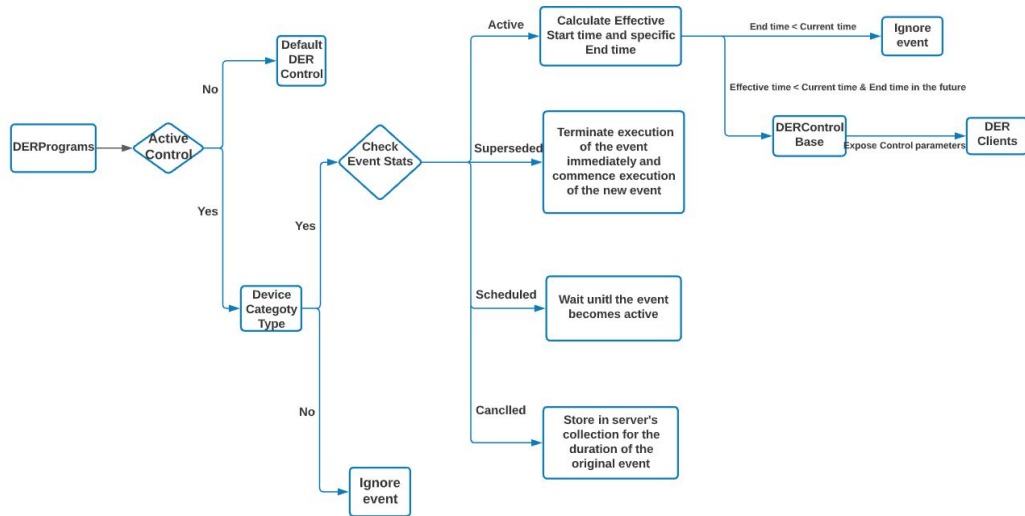 DERPrograms
Active
Control
No
Yes
Default
DER
Control
Device
Categoty
Type
Yes
No
Ignore
event
Check
Event Stats
Active
Superseded
Scheduled
Canclled
Calculate Effective
Start time and specific
End time
Terminate execution
of the event
immediately and
commence execution
of the new event
Wait unitl the event
becomes active
Store in server's
collection for the
duration of the
original event
End time < Current time
Ignore
event
Effective time < Current time & End time in the future
DERControl
Base
Expose Control parameters
DER
Clients